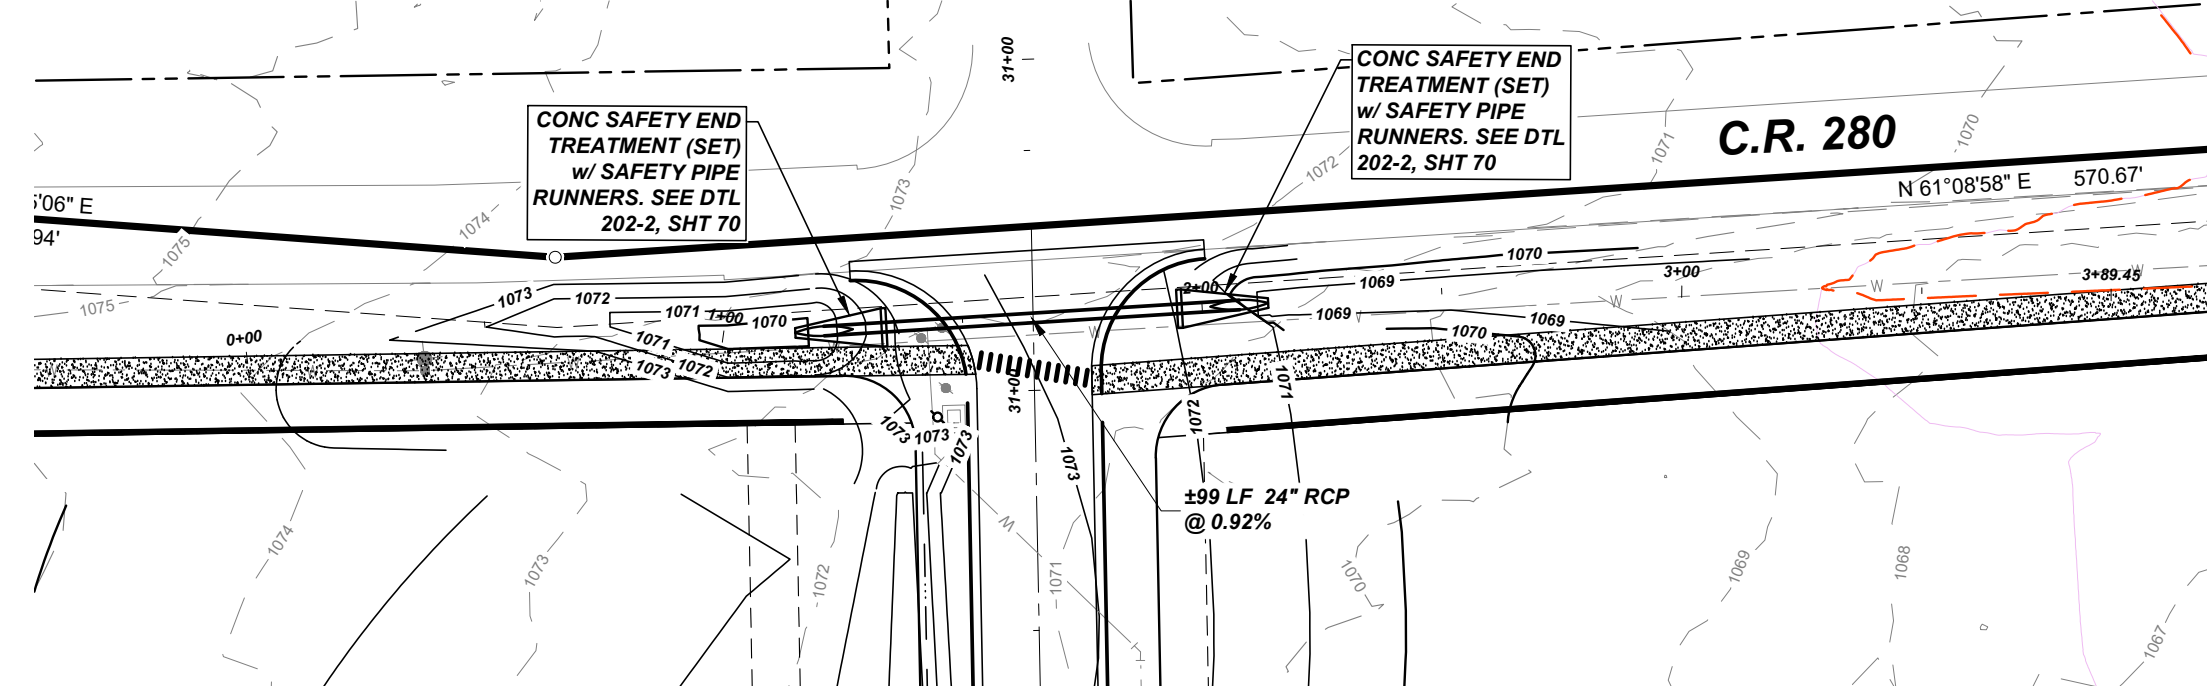 31+00
CONC SAFETY END
TREATMENT (SET)
w/ SAFETY PIPE
RUNNERS. SEE DTL
202-2, SHT 70
CONC SAFETY END
TREATMENT (SET)
w/ SAFETY PIPE
RUNNERS. SEE DTL
202-2, SHT 70
C.R. 280
1070
1071
1072
1073
1074
1075
1075
5'06" E
94'
N 61°08'58" E 570.67'
1073
1072
1071
1+00
1070
1071
1072
1073
0+00
2+00
1070
1069
1069
1069
1070
3+00
3+89.45
W
W
W
W
31+00
1071
1072
1073
1073
1073
1073
±99 LF 24" RCP
@ 0.92%
W
1074
1073
1072
1071
1070
1069
1068
1067